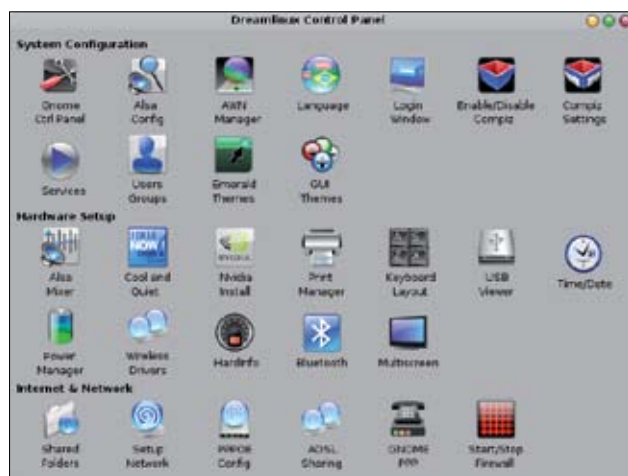 Dreamlinux Control Panel
System Configuration
Gnome Ctrl Panel
Alsa Config
AWN Manager
Language
Login Window
Enable/Disable Compiz
Compiz Settings
Services
Users Groups
Emerald Themes
GUI Themes
Hardware Setup
Alsa Mixer
Cool and Quiet
Nvidia Install
Print Manager
Keyboard Layout
USB Viewer
Time/Date
Power Manager
Wireless Drivers
Hardinfo
Bluetooth
Multiscreen
Internet & Network
Shared Folders
Setup Network
PPPOE Config
ADSL Sharing
GNOME PPP
Start/Stop Firewall